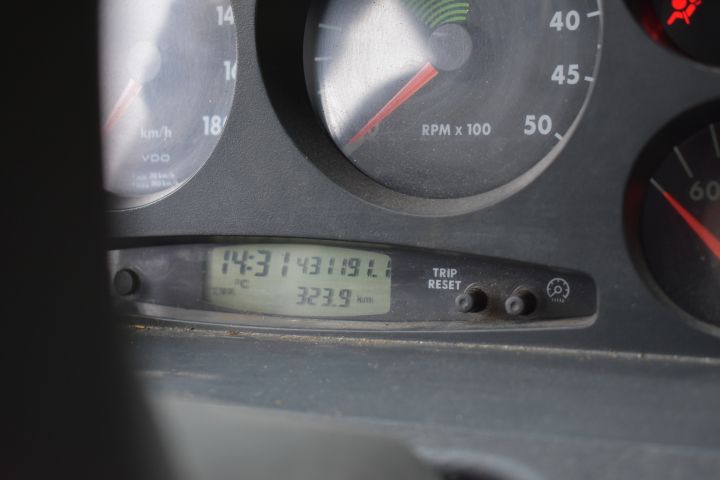 14
16
18
km/h
VDO
40
45
50
RPM x 100
60
14:31
°C
323.9 km
TRIP
RESET